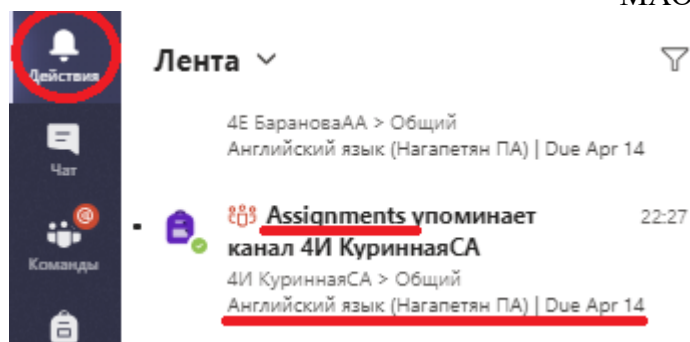 Действия
Чат
Команды
Лента
4Е БарановаАА > Общий
Английский язык (Нагапетян ПА) | Due Apr 14
Assignments упоминает
канал 4И КуриннаяСА
22:27
4И КуриннаяСА > Общий
Английский язык (Нагапетян ПА) | Due Apr 14